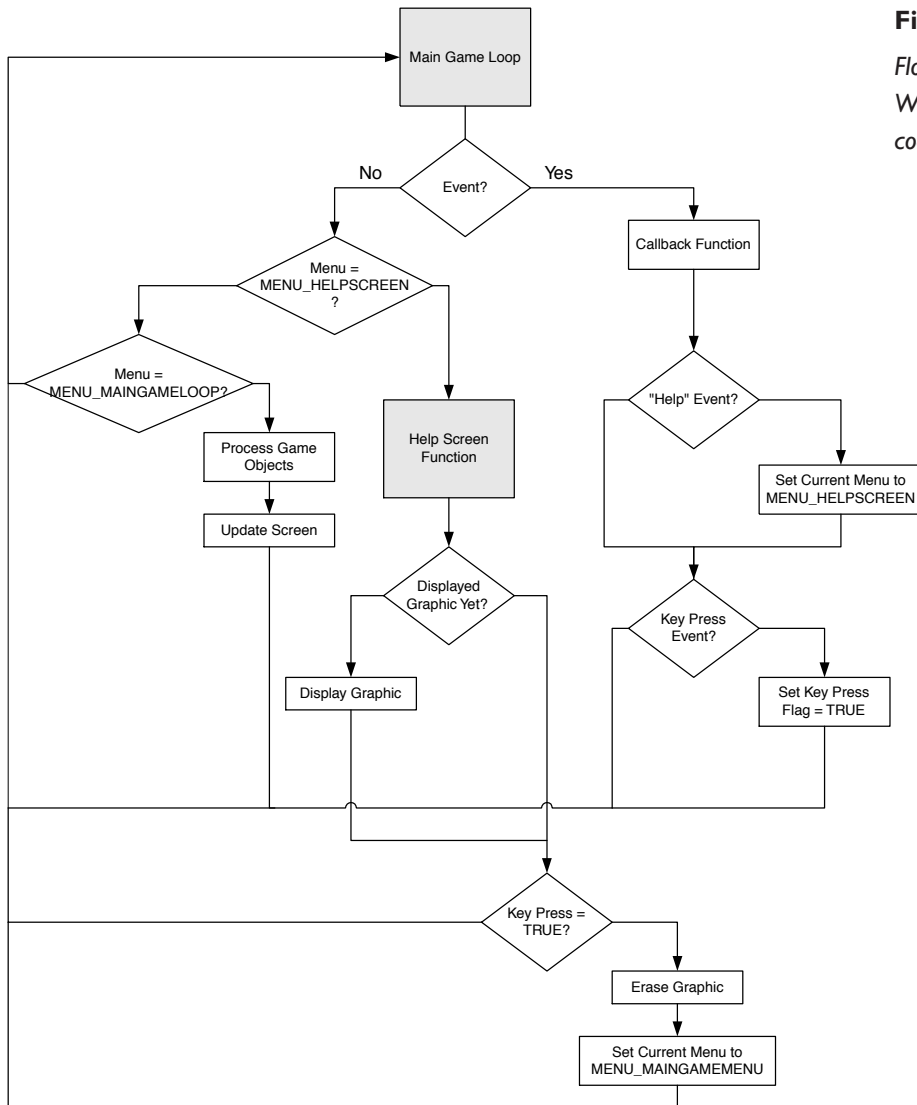 Fi
Flo
W
co
Main Game Loop
Event?
No
Yes
Callback Function
Menu =
MENU_HELPSCREEN
?
Menu =
MENU_MAINGAMELOOP?
"Help" Event?
Process Game
Objects
Help Screen
Function
Set Current Menu to
MENU_HELPSCREEN
Update Screen
Displayed
Graphic Yet?
Key Press
Event?
Display Graphic
Set Key Press
Flag = TRUE
Key Press =
TRUE?
Erase Graphic
Set Current Menu to
MENU_MAINGAMEMENU